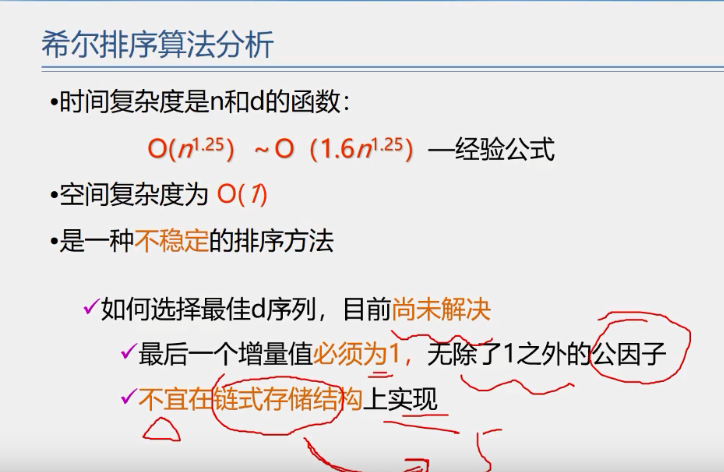 希尔排序算法分析
•时间复杂度是n和d的函数：
O(n^1.25) ~ O（1.6n^1.25）—经验公式
•空间复杂度为 O(1)
•是一种不稳定的排序方法
✓如何选择最佳d序列，目前尚未解决
✓最后一个增量值必须为1，无除了1之外的公因子
✓不宜在链式存储结构上实现